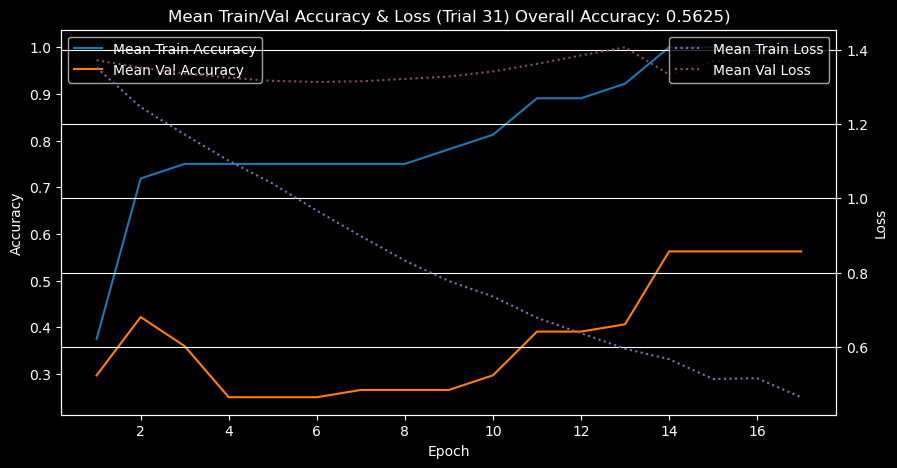 Mean Train/Val Accuracy & Loss (Trial 31) Overall Accuracy: 0.5625)
Mean Train Accuracy
Mean Val Accuracy
Mean Train Loss
Mean Val Loss
1.0
0.9
0.8
0.7
0.6
0.5
0.4
0.3
Accuracy
1.4
1.2
1.0
0.8
0.6
Loss
2 4 6 8 10 12 14 16
Epoch